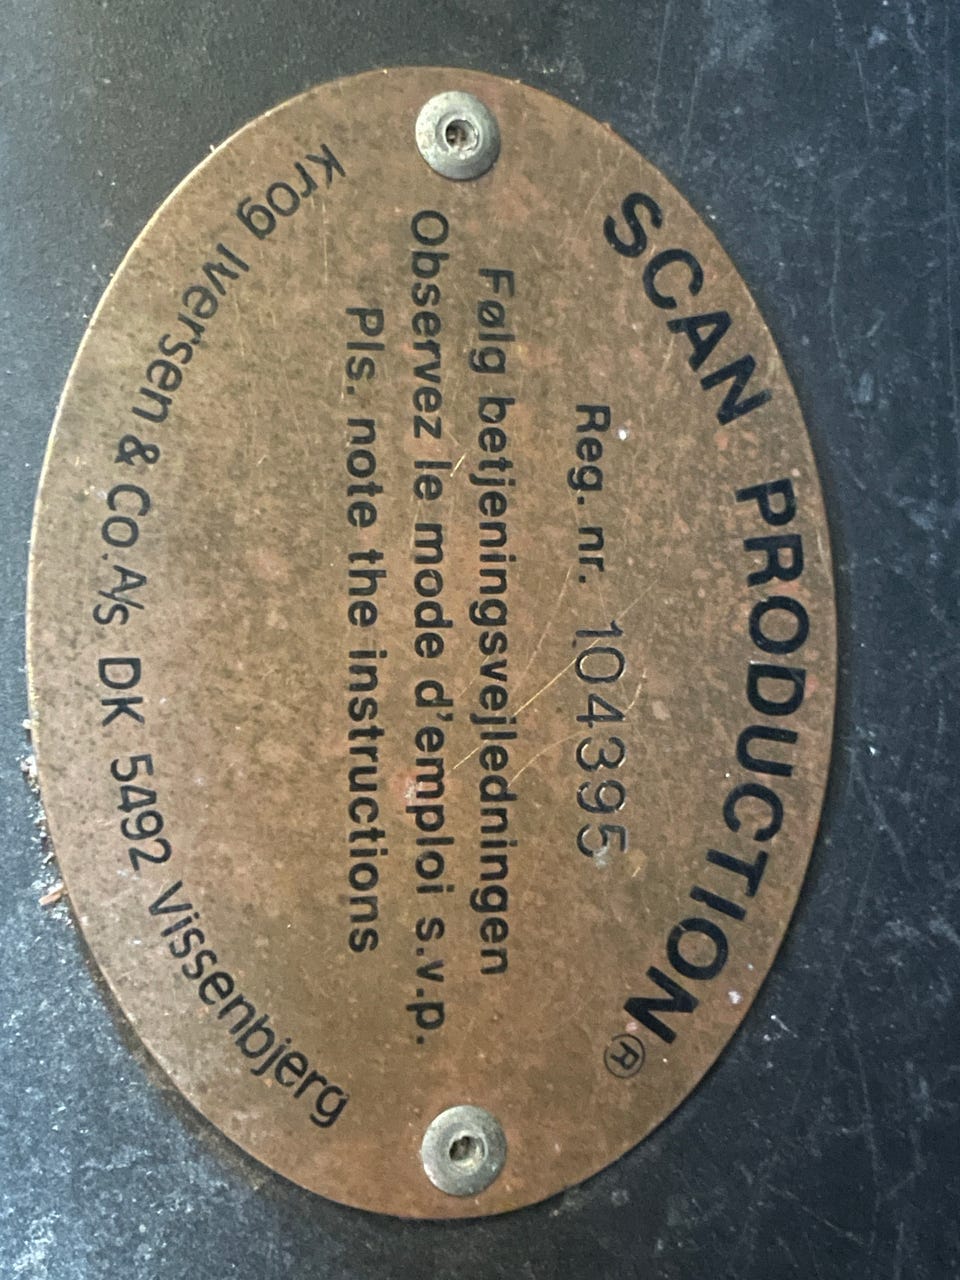 SCAN PRODUCTION®
Reg. nr. 104395
Følg betjeningsvejledningen
Observez le mode d'emploi s.v.p.
Pls. note the instructions
Krog Iversen & Co. A/s DK 5492 Vissenbjerg